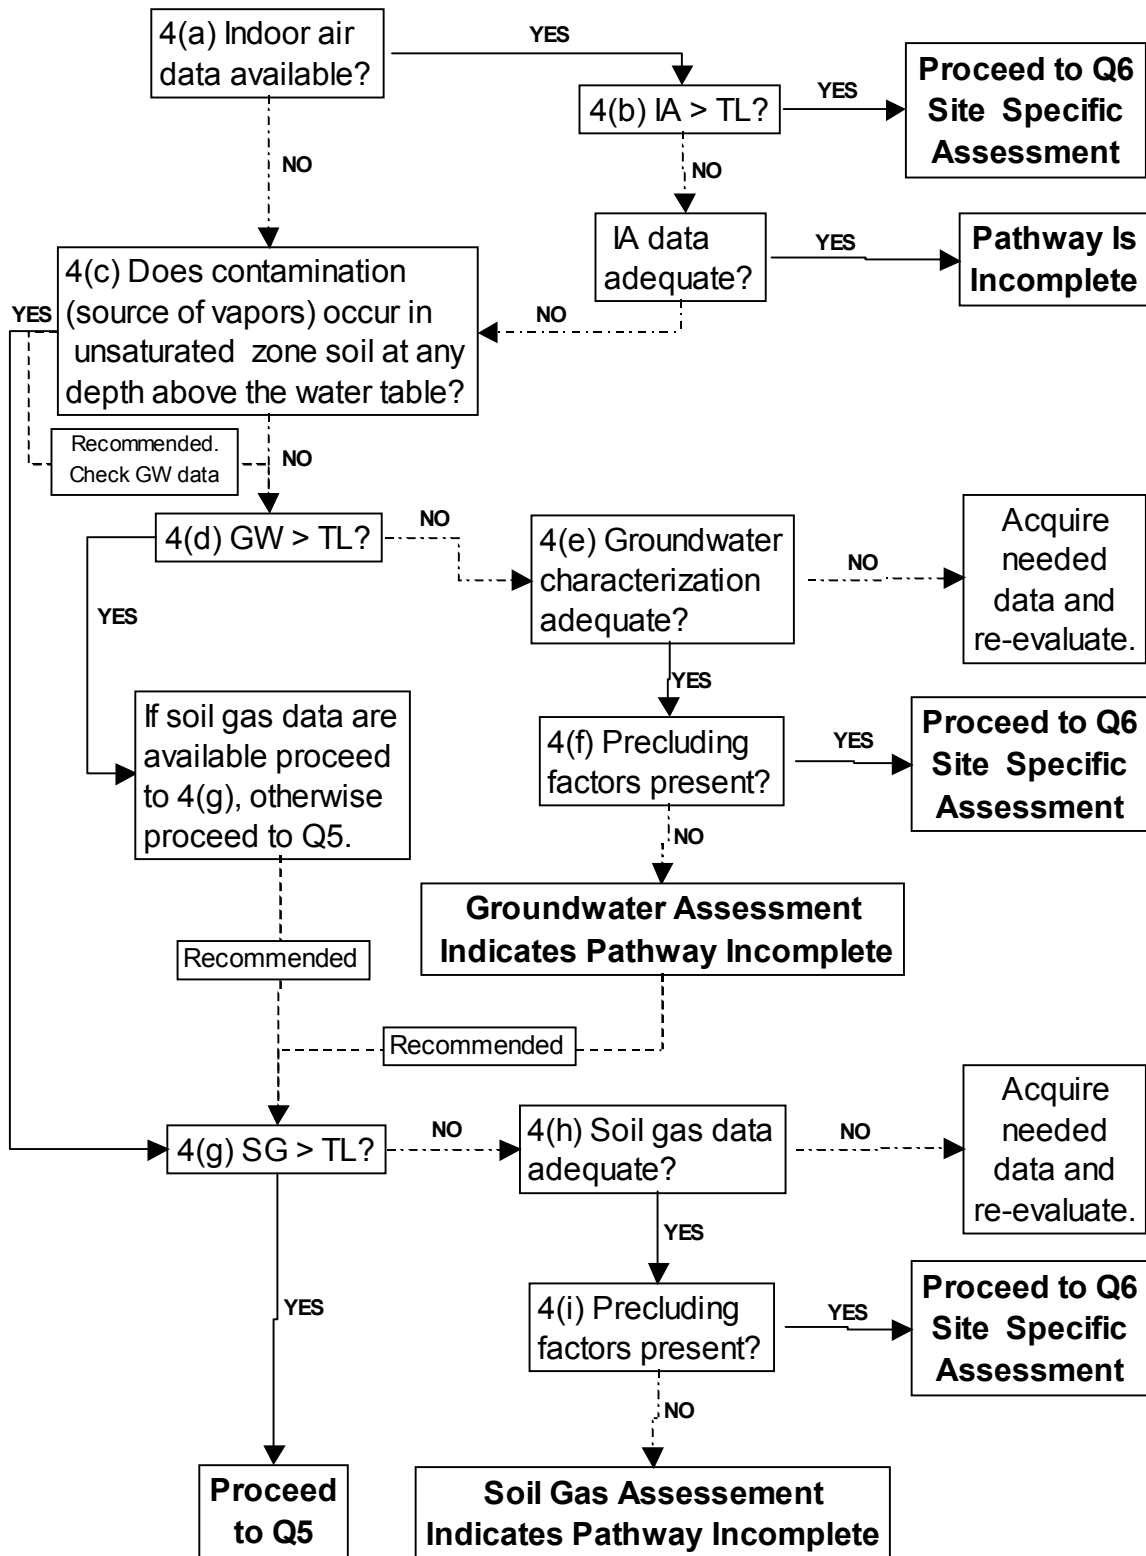 4(a) Indoor air
data available?
YES
NO
4(b) IA > TL?
YES
Proceed to Q6
Site Specific
Assessment
NO
IA data
adequate?
YES
Pathway Is
Incomplete
NO
4(c) Does contamination
(source of vapors) occur in
unsaturated zone soil at any
depth above the water table?
YES
Recommended.
Check GW data
NO
4(d) GW > TL?
NO
YES
4(e) Groundwater
characterization
adequate?
NO
Acquire
needed
data and
re-evaluate.
YES
If soil gas data are
available proceed
to 4(g), otherwise
proceed to Q5.
4(f) Precluding
factors present?
YES
Proceed to Q6
Site Specific
Assessment
NO
Groundwater Assessment
Indicates Pathway Incomplete
Recommended
Recommended
4(g) SG > TL?
NO
4(h) Soil gas data
adequate?
NO
Acquire
needed
data and
re-evaluate.
YES
YES
4(i) Precluding
factors present?
YES
Proceed to Q6
Site Specific
Assessment
NO
Proceed
to Q5
Soil Gas Assessement
Indicates Pathway Incomplete